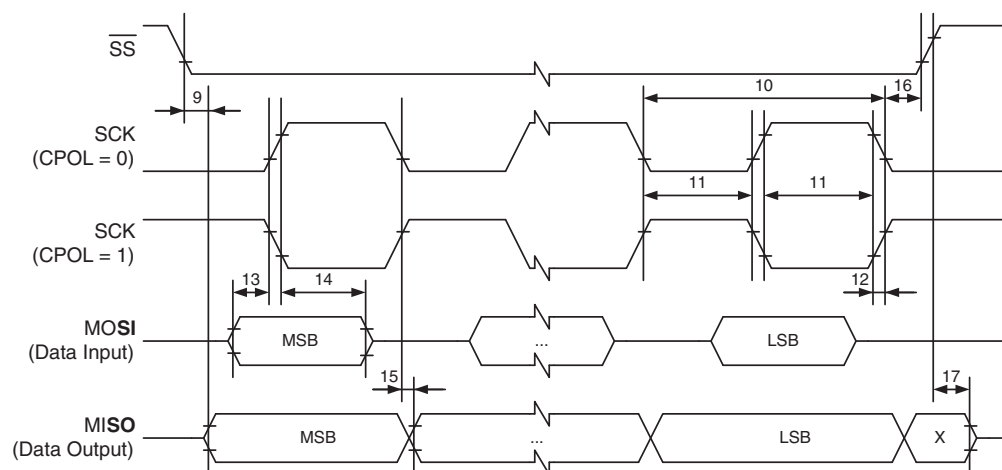 SS
10
16
9
SCK
(CPOL = 0)
11
11
SCK
(CPOL = 1)
13
14
12
MOSI
(Data Input)
MSB
...
LSB
15
17
MISO
(Data Output)
MSB
...
LSB
X